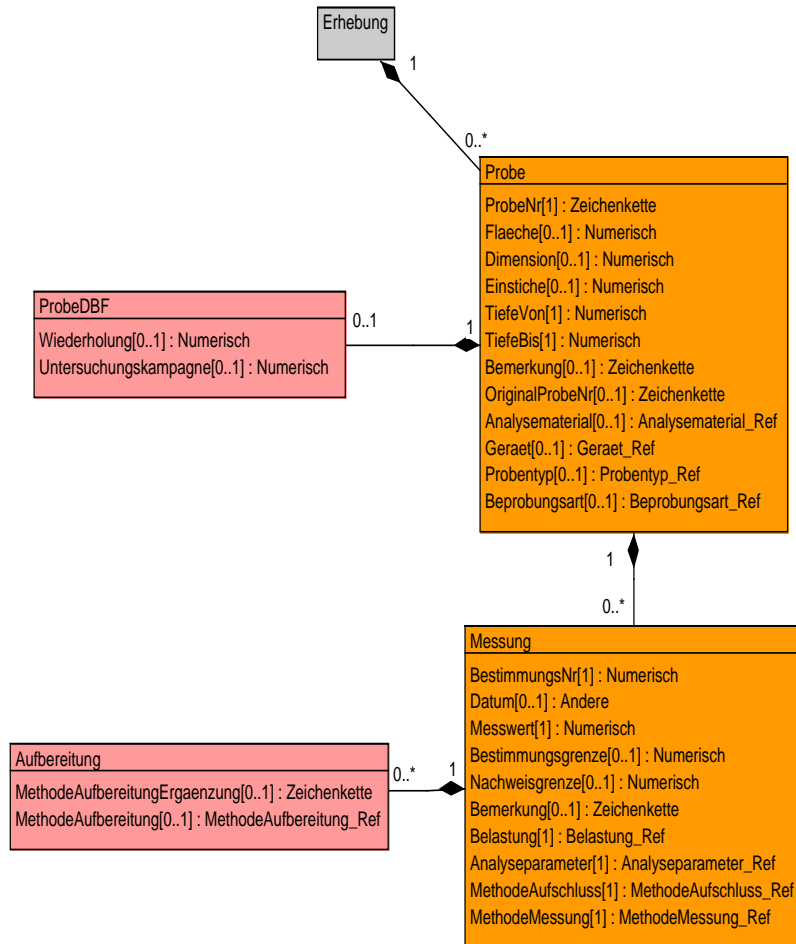 Erhebung
1
0..*
Probe
ProbeNr[1] : Zeichenkette
Flaeche[0..1] : Numerisch
Dimension[0..1] : Numerisch
Einstiche[0..1] : Numerisch
TiefeVon[1] : Numerisch
TiefeBis[1] : Numerisch
Bemerkung[0..1] : Zeichenkette
OriginalProbeNr[0..1] : Zeichenkette
Analysematerial[0..1] : Analysematerial_Ref
Geraet[0..1] : Geraet_Ref
Probentyp[0..1] : Probentyp_Ref
Beprobungsart[0..1] : Beprobungsart_Ref
ProbeDBF
Wiederholung[0..1] : Numerisch
Untersuchungskampagne[0..1] : Numerisch
0..1
1
1
0..*
Messung
BestimmungsNr[1] : Numerisch
Datum[0..1] : Andere
Messwert[1] : Numerisch
Bestimmungsgrenze[0..1] : Numerisch
Nachweisgrenze[0..1] : Numerisch
Bemerkung[0..1] : Zeichenkette
Belastung[1] : Belastung_Ref
Analyseparameter[1] : Analyseparameter_Ref
MethodeAufschluss[1] : MethodeAufschluss_Ref
MethodeMessung[1] : MethodeMessung_Ref
Aufbereitung
MethodeAufbereitungErgaenzung[0..1] : Zeichenkette
MethodeAufbereitung[0..1] : MethodeAufbereitung_Ref
0..*
1